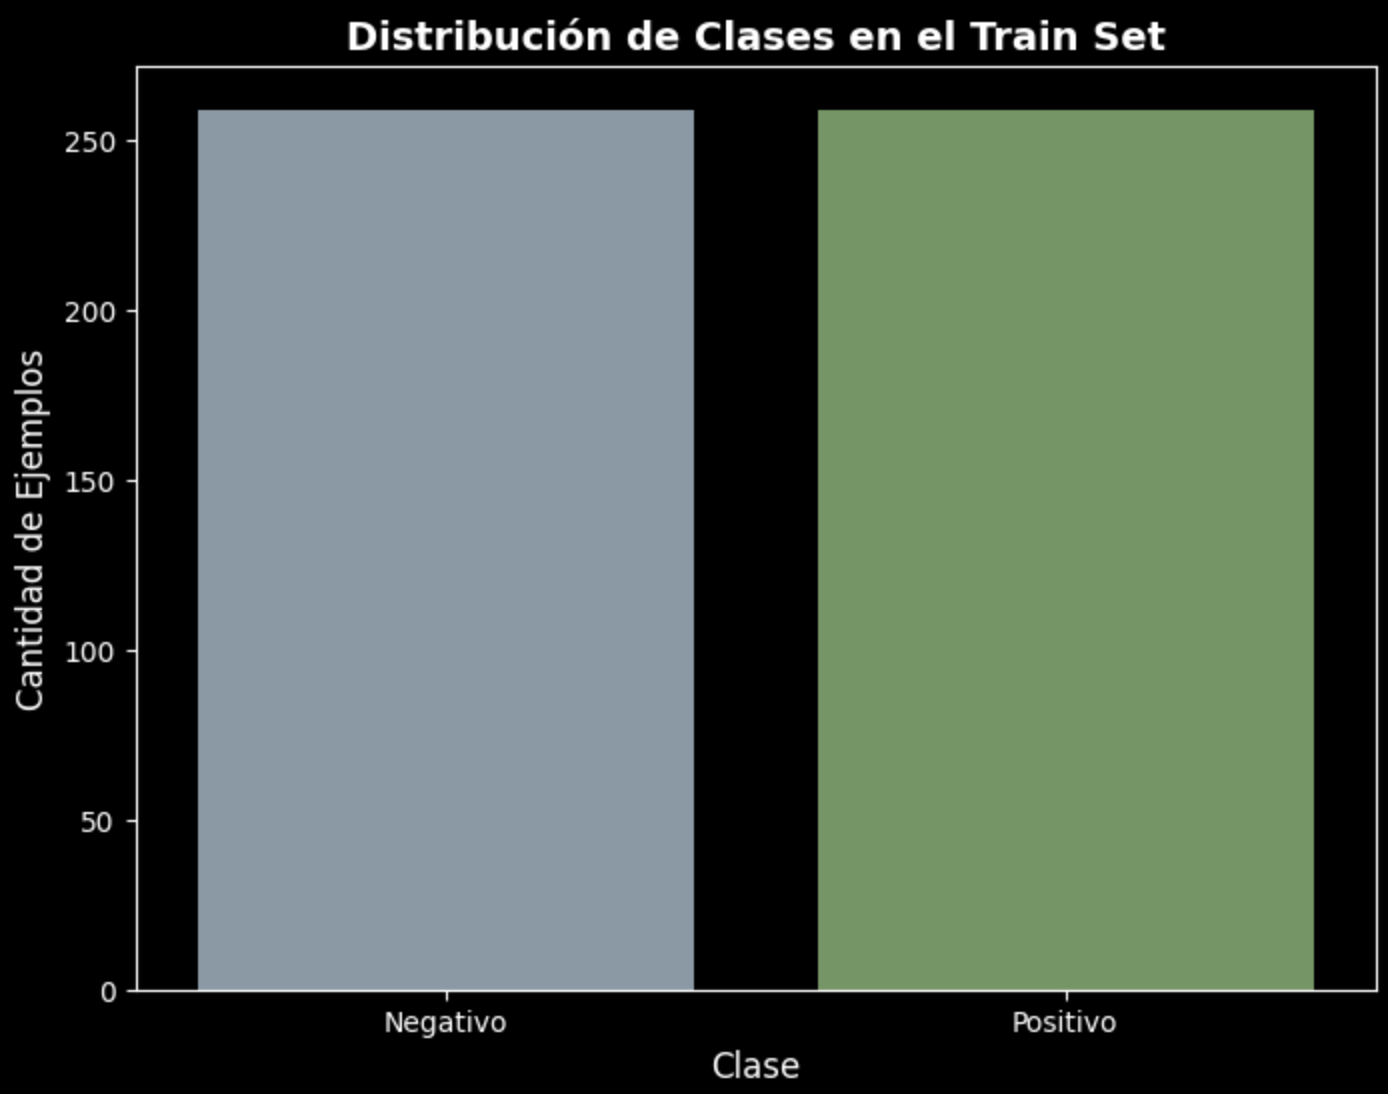 Distribución de Clases en el Train Set
Cantidad de Ejemplos
250
200
150
100
50
0
Negativo
Positivo
Clase